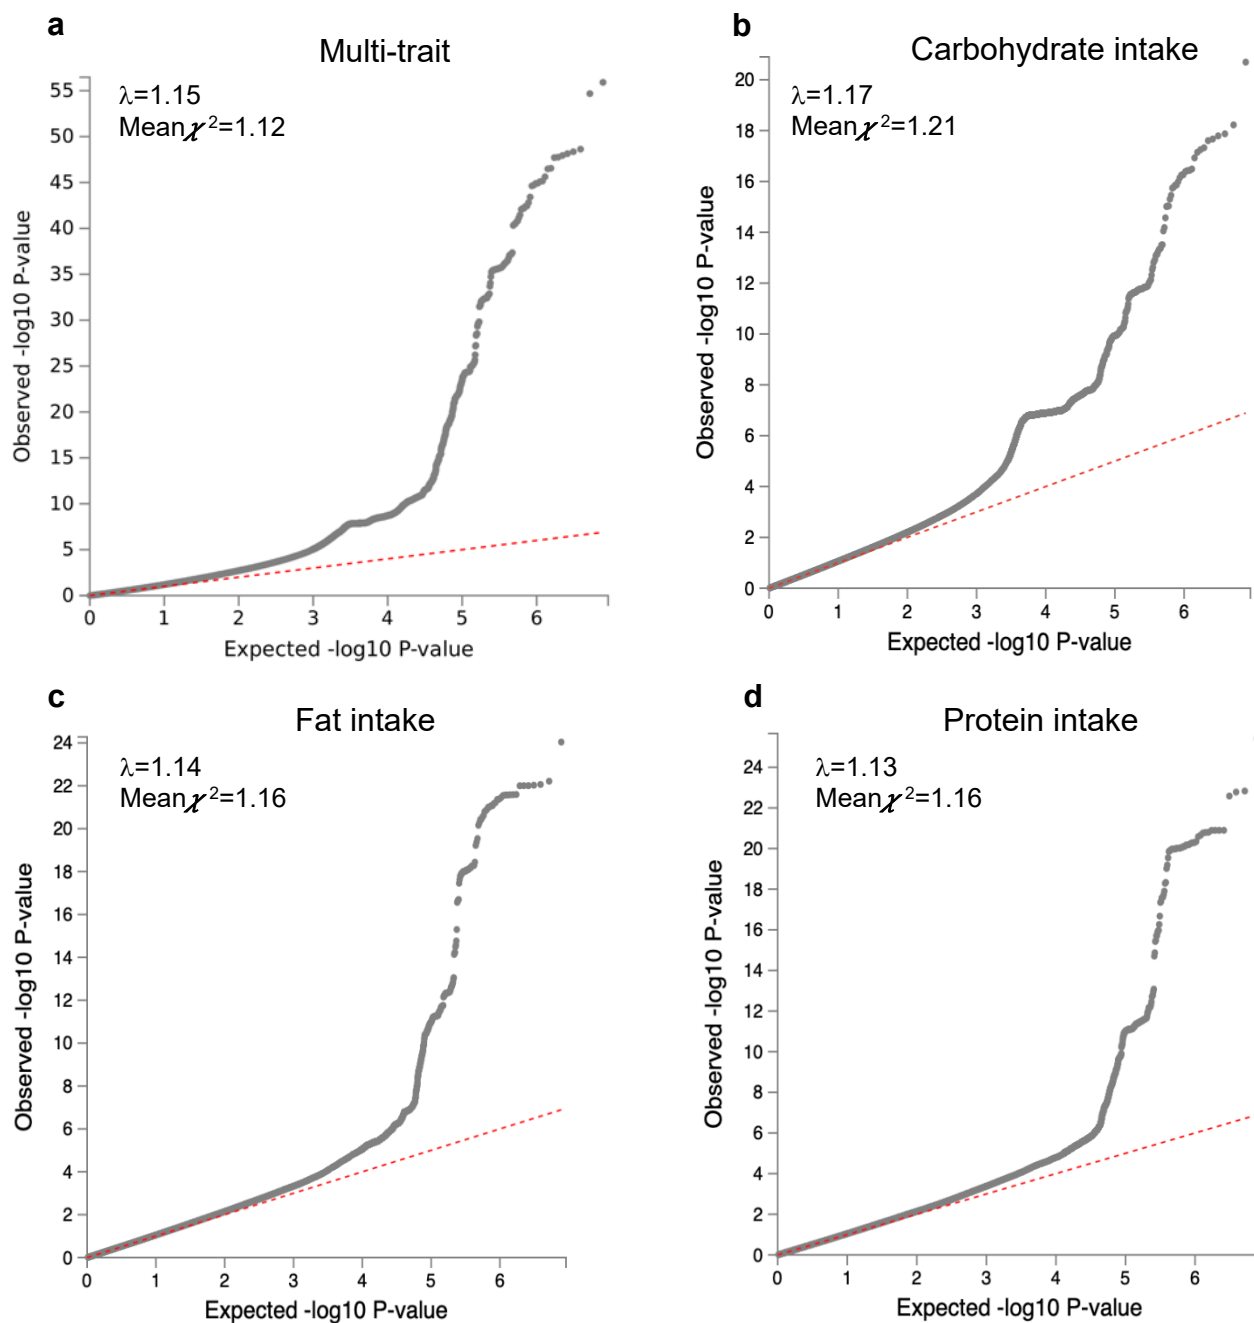 a
Multi-trait
λ=1.15
Mean χ²=1.12
55
50
45
40
35
30
25
20
15
10
5
0
Observed -log10 P-value
0 1 2 3 4 5 6
Expected -log10 P-value
b
Carbohydrate intake
λ=1.17
Mean χ²=1.21
20
18
16
14
12
10
8
6
4
2
0
Observed -log10 P-value
0 1 2 3 4 5 6
Expected -log10 P-value
c
Fat intake
λ=1.14
Mean χ²=1.16
24
22
20
18
16
14
12
10
8
6
4
2
0
Observed -log10 P-value
0 1 2 3 4 5 6
Expected -log10 P-value
d
Protein intake
λ=1.13
Mean χ²=1.16
24
22
20
18
16
14
12
10
8
6
4
2
0
Observed -log10 P-value
0 1 2 3 4 5 6
Expected -log10 P-value